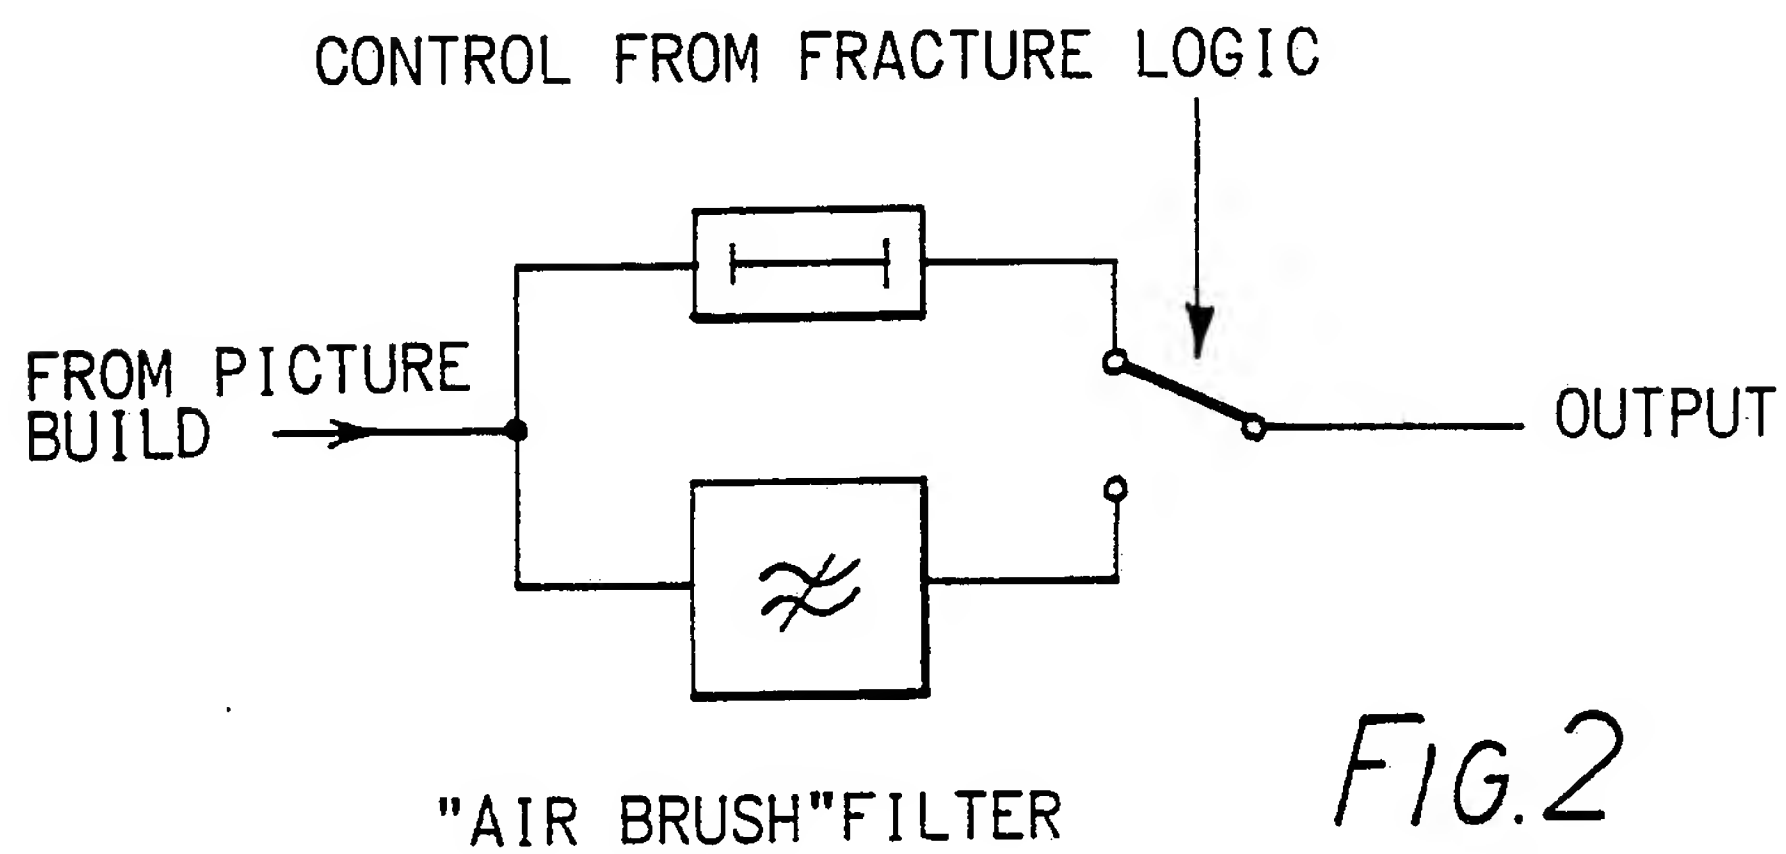 CONTROL FROM FRACTURE LOGIC
FROM PICTURE
BUILD
OUTPUT
"AIR BRUSH"FILTER
FIG.2